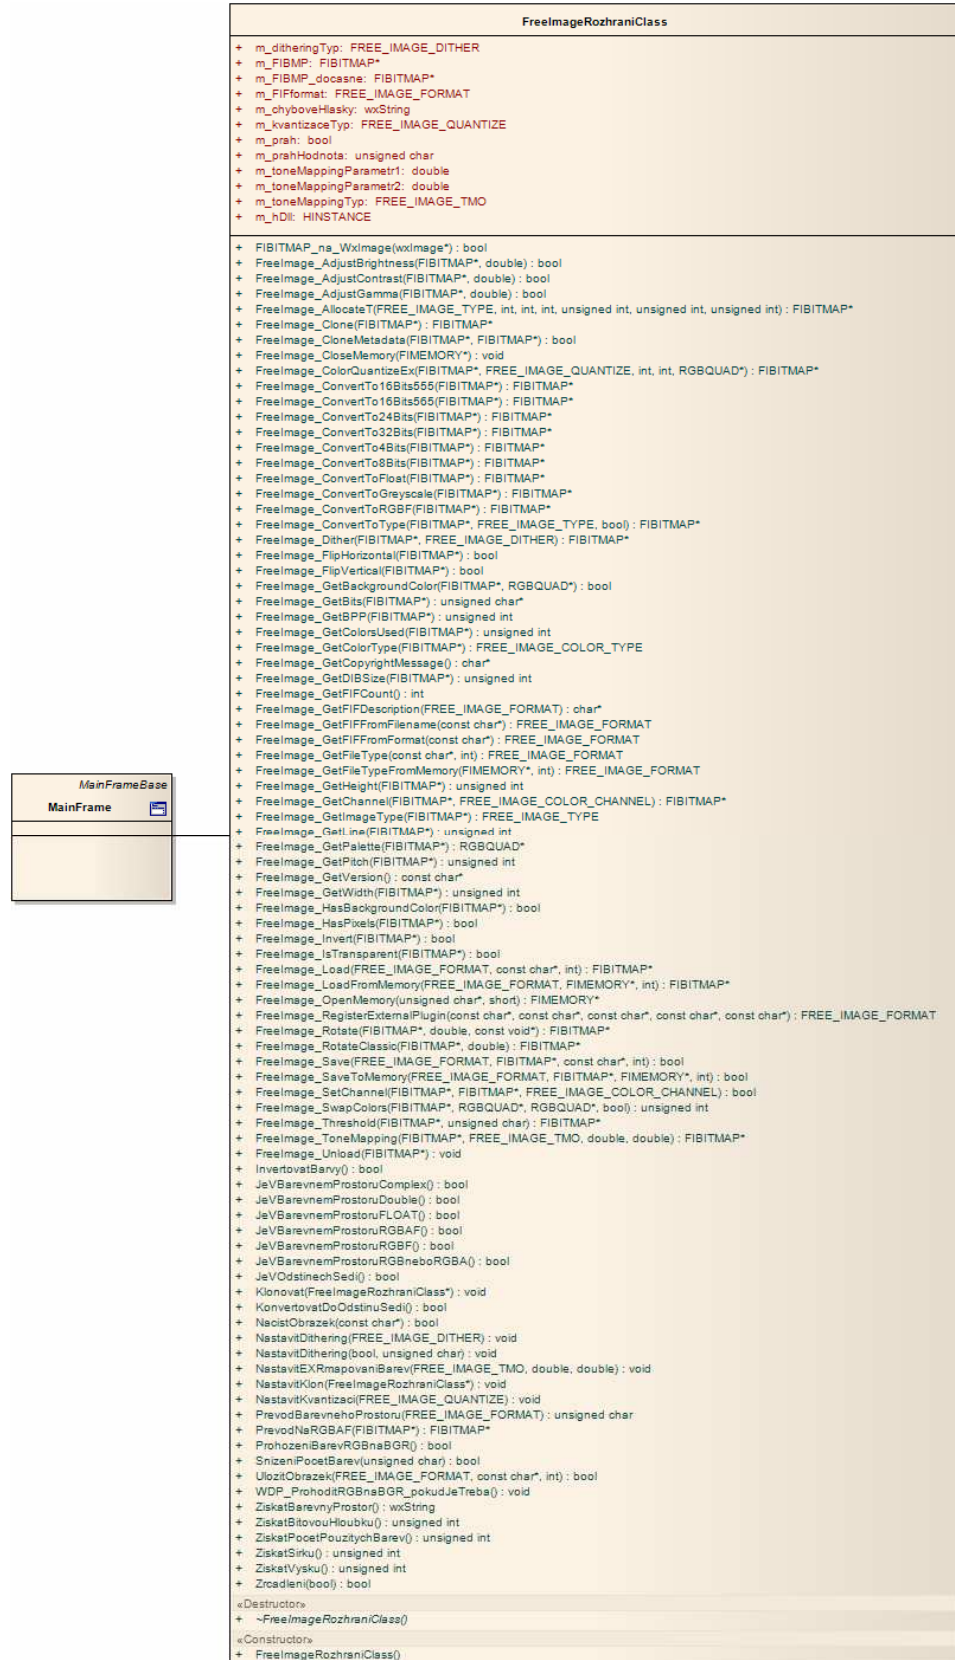 FreeImageRozhraniClass
+ m_ditheringTyp: FREE_IMAGE_DITHER
+ m_FIBMP: FIBITMAP*
+ m_FIBMP_docasne: FIBITMAP*
+ m_FIFformat: FREE_IMAGE_FORMAT
+ m_chyboveHlasky: wxString
+ m_kvantizaceTyp: FREE_IMAGE_QUANTIZE
+ m_prah: bool
+ m_prahHodnota: unsigned char
+ m_toneMappingParametr1: double
+ m_toneMappingParametr2: double
+ m_toneMappingTyp: FREE_IMAGE_TMO
+ m_hDll: HINSTANCE
+ FIBITMAP_na_WxImage(wxImage*) : bool
+ FreeImage_AdjustBrightness(FIBITMAP*, double) : bool
+ FreeImage_AdjustContrast(FIBITMAP*, double) : bool
+ FreeImage_AdjustGamma(FIBITMAP*, double) : bool
+ FreeImage_AllocateT(FREE_IMAGE_TYPE, int, int, int, unsigned int, unsigned int, unsigned int) : FIBITMAP*
+ FreeImage_Clone(FIBITMAP*) : FIBITMAP*
+ FreeImage_CloneMetadata(FIBITMAP*, FIBITMAP*) : bool
+ FreeImage_CloseMemory(FIMEMORY*) : void
+ FreeImage_ColorQuantizeEx(FIBITMAP*, FREE_IMAGE_QUANTIZE, int, int, RGBQUAD*) : FIBITMAP*
+ FreeImage_ConvertTo16Bits555(FIBITMAP*) : FIBITMAP*
+ FreeImage_ConvertTo16Bits565(FIBITMAP*) : FIBITMAP*
+ FreeImage_ConvertTo24Bits(FIBITMAP*) : FIBITMAP*
+ FreeImage_ConvertTo32Bits(FIBITMAP*) : FIBITMAP*
+ FreeImage_ConvertTo4Bits(FIBITMAP*) : FIBITMAP*
+ FreeImage_ConvertTo8Bits(FIBITMAP*) : FIBITMAP*
+ FreeImage_ConvertToFloat(FIBITMAP*) : FIBITMAP*
+ FreeImage_ConvertToGreyscale(FIBITMAP*) : FIBITMAP*
+ FreeImage_ConvertToRGBF(FIBITMAP*) : FIBITMAP*
+ FreeImage_ConvertToType(FIBITMAP*, FREE_IMAGE_TYPE, bool) : FIBITMAP*
+ FreeImage_Dither(FIBITMAP*, FREE_IMAGE_DITHER) : FIBITMAP*
+ FreeImage_FlipHorizontal(FIBITMAP*) : bool
+ FreeImage_FlipVertical(FIBITMAP*) : bool
+ FreeImage_GetBackgroundColor(FIBITMAP*, RGBQUAD*) : bool
+ FreeImage_GetBits(FIBITMAP*) : unsigned char*
+ FreeImage_GetBPP(FIBITMAP*) : unsigned int
+ FreeImage_GetColorsUsed(FIBITMAP*) : unsigned int
+ FreeImage_GetColorType(FIBITMAP*) : FREE_IMAGE_COLOR_TYPE
+ FreeImage_GetCopyrightMessage() : char*
+ FreeImage_GetDIBSize(FIBITMAP*) : unsigned int
+ FreeImage_GetFIFCount() : int
+ FreeImage_GetFIFDescription(FREE_IMAGE_FORMAT) : char*
+ FreeImage_GetFIFFromFilename(const char*) : FREE_IMAGE_FORMAT
+ FreeImage_GetFIFFromFormat(const char*) : FREE_IMAGE_FORMAT
+ FreeImage_GetFileType(const char*, int) : FREE_IMAGE_FORMAT
+ FreeImage_GetFileTypeFromMemory(FIMEMORY*, int) : FREE_IMAGE_FORMAT
+ FreeImage_GetHeight(FIBITMAP*) : unsigned int
+ FreeImage_GetChannel(FIBITMAP*, FREE_IMAGE_COLOR_CHANNEL) : FIBITMAP*
+ FreeImage_GetImageType(FIBITMAP*) : FREE_IMAGE_TYPE
+ FreeImage_GetLine(FIBITMAP*) : unsigned int
MainFrameBase
MainFrame
+ FreeImage_GetPalette(FIBITMAP*) : RGBQUAD*
+ FreeImage_GetPitch(FIBITMAP*) : unsigned int
+ FreeImage_GetVersion() : const char*
+ FreeImage_GetWidth(FIBITMAP*) : unsigned int
+ FreeImage_HasBackgroundColor(FIBITMAP*) : bool
+ FreeImage_HasPixels(FIBITMAP*) : bool
+ FreeImage_Invert(FIBITMAP*) : bool
+ FreeImage_IsTransparent(FIBITMAP*) : bool
+ FreeImage_Load(FREE_IMAGE_FORMAT, const char*, int) : FIBITMAP*
+ FreeImage_LoadFromMemory(FREE_IMAGE_FORMAT, FIMEMORY*, int) : FIBITMAP*
+ FreeImage_OpenMemory(unsigned char*, short) : FIMEMORY*
+ FreeImage_RegisterExternalPlugin(const char*, const char*, const char*, const char*, const char*) : FREE_IMAGE_FORMAT
+ FreeImage_Rotate(FIBITMAP*, double, const void*) : FIBITMAP*
+ FreeImage_RotateClassic(FIBITMAP*, double) : FIBITMAP*
+ FreeImage_Save(FREE_IMAGE_FORMAT, FIBITMAP*, const char*, int) : bool
+ FreeImage_SaveToMemory(FREE_IMAGE_FORMAT, FIBITMAP*, FIMEMORY*, int) : bool
+ FreeImage_SetChannel(FIBITMAP*, FIBITMAP*, FREE_IMAGE_COLOR_CHANNEL) : bool
+ FreeImage_SwapColors(FIBITMAP*, RGBQUAD*, RGBQUAD*, bool) : unsigned int
+ FreeImage_Threshold(FIBITMAP*, unsigned char) : FIBITMAP*
+ FreeImage_ToneMapping(FIBITMAP*, FREE_IMAGE_TMO, double, double) : FIBITMAP*
+ FreeImage_Unload(FIBITMAP*) : void
+ InvertovatBarvy() : bool
+ JeVBarevnemProstoruComplex() : bool
+ JeVBarevnemProstoruDouble() : bool
+ JeVBarevnemProstoruFLOAT() : bool
+ JeVBarevnemProstoruRGBAF() : bool
+ JeVBarevnemProstoruRGBF() : bool
+ JeVBarevnemProstoruRGBneboRGBA() : bool
+ JeVOdstinechSedi() : bool
+ Klonovat(FreeImageRozhraniClass*) : void
+ KonvertovatDoOdstinuSedi() : bool
+ NacistObrazek(const char*) : bool
+ NastavitDithering(FREE_IMAGE_DITHER) : void
+ NastavitDithering(bool, unsigned char) : void
+ NastavitEXRmapovaniBarev(FREE_IMAGE_TMO, double, double) : void
+ NastavitKlon(FreeImageRozhraniClass*) : void
+ NastavitKvantizaci(FREE_IMAGE_QUANTIZE) : void
+ PrevodBarevnehoProstoru(FREE_IMAGE_FORMAT) : unsigned char
+ PrevodNaRGBAF(FIBITMAP*) : FIBITMAP*
+ ProhozeniBarevRGBnaBGR() : bool
+ SnizeniPocetBarev(unsigned char) : bool
+ UlozitObrazek(FREE_IMAGE_FORMAT, const char*, int) : bool
+ WDP_ProhoditRGBnaBGR_pokudJeTreba() : void
+ ZiskatBarevnyProstor() : wxString
+ ZiskatBitovouHloubku() : unsigned int
+ ZiskatPocetPouzitychBarev() : unsigned int
+ ZiskatSirku() : unsigned int
+ ZiskatVysku() : unsigned int
+ Zrcadleni(bool) : bool
«Destructor»
+ ~FreeImageRozhraniClass()
«Constructor»
+ FreeImageRozhraniClass()